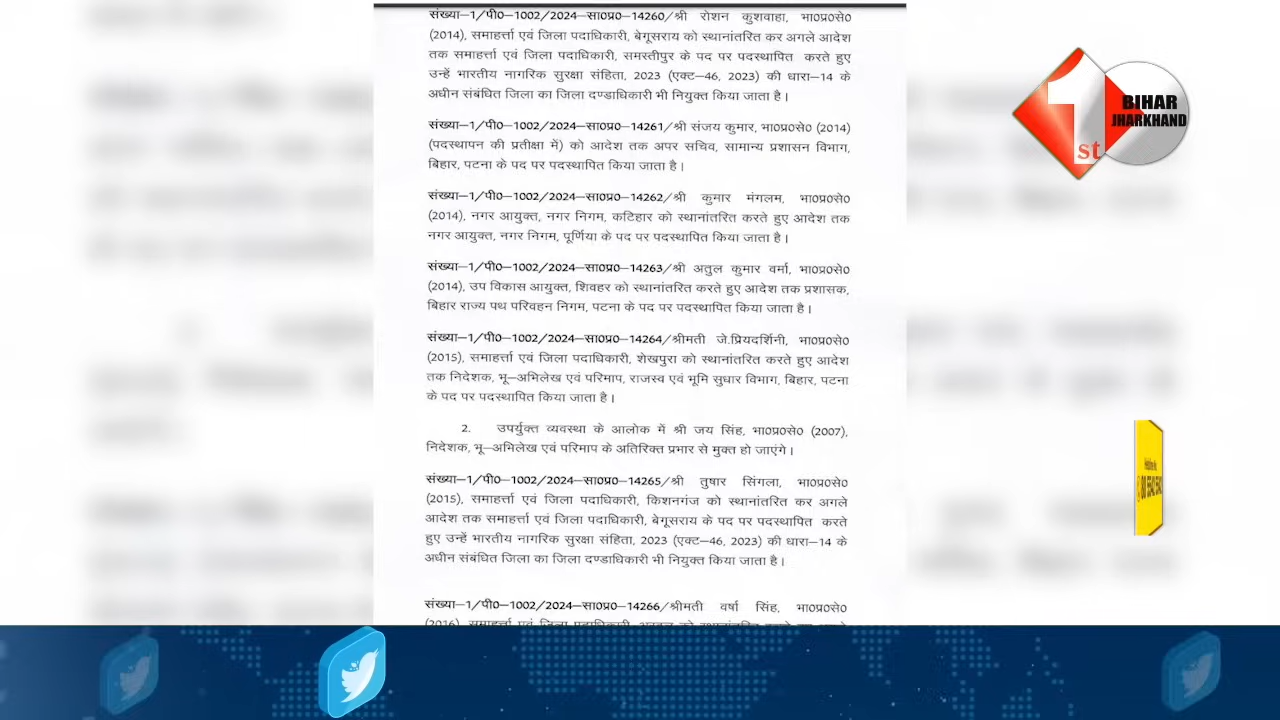 संख्या–1/पी0–1002/2024–सा0प्र0–14260/श्री रोशन कुशवाहा, भा0प्र0से0
(2014), समाहर्त्ता एवं जिला पदाधिकारी, बेगूसराय को स्थानांतरित कर अगले आदेश
तक समाहर्त्ता एवं जिला पदाधिकारी, समस्तीपुर के पद पर पदस्थापित करते हुए
उन्हें भारतीय नागरिक सुरक्षा संहिता, 2023 (एक्ट–46, 2023) की धारा–14 के
अधीन संबंधित जिला का जिला दण्डाधिकारी भी नियुक्त किया जाता है।
संख्या–1/पी0–1002/2024–सा0प्र0–14261/श्री संजय कुमार, भा0प्र0से0 (2014)
(पदस्थापन की प्रतीक्षा में) को आदेश तक अपर सचिव, सामान्य प्रशासन विभाग,
बिहार, पटना के पद पर पदस्थापित किया जाता है।
संख्या–1/पी0–1002/2024–सा0प्र0–14262/श्री कुमार मंगलम, भा0प्र0से0
(2014), नगर आयुक्त, नगर निगम, कटिहार को स्थानांतरित करते हुए आदेश तक
नगर आयुक्त, नगर निगम, पूर्णिया के पद पर पदस्थापित किया जाता है।
संख्या–1/पी0–1002/2024–सा0प्र0–14263/श्री अतुल कुमार वर्मा, भा0प्र0से0
(2014), उप विकास आयुक्त, शिवहर को स्थानांतरित करते हुए आदेश तक प्रशासक,
बिहार राज्य पथ परिवहन निगम, पटना के पद पर पदस्थापित किया जाता है।
संख्या–1/पी0–1002/2024–सा0प्र0–14264/श्रीमती जे.प्रियदर्शिनी, भा0प्र0से0
(2015), समाहर्त्ता एवं जिला पदाधिकारी, शेखपुरा को स्थानांतरित करते हुए आदेश
तक निदेशक, भू–अभिलेख एवं परिमाप, राजस्व एवं भूमि सुधार विभाग, बिहार, पटना
के पद पर पदस्थापित किया जाता है।
2. उपर्युक्त व्यवस्था के आलोक में श्री जय सिंह, भा0प्र0से0 (2007),
निदेशक, भू–अभिलेख एवं परिमाप के अतिरिक्त प्रभार से मुक्त हो जाएंगे।
संख्या–1/पी0–1002/2024–सा0प्र0–14265/श्री तुषार सिंगला, भा0प्र0से0
(2015), समाहर्त्ता एवं जिला पदाधिकारी, किशनगंज को स्थानांतरित कर अगले
आदेश तक समाहर्त्ता एवं जिला पदाधिकारी, बेगूसराय के पद पर पदस्थापित करते
हुए उन्हें भारतीय नागरिक सुरक्षा संहिता, 2023 (एक्ट–46, 2023) की धारा–14 के
अधीन संबंधित जिला का जिला दण्डाधिकारी भी नियुक्त किया जाता है।
संख्या–1/पी0–1002/2024–सा0प्र0–14266/श्रीमती वर्षा सिंह, भा0प्र0से0
(2016), समाहर्त्ता एवं जिला पदाधिकारी,
1st
BIHAR
JHARKHAND